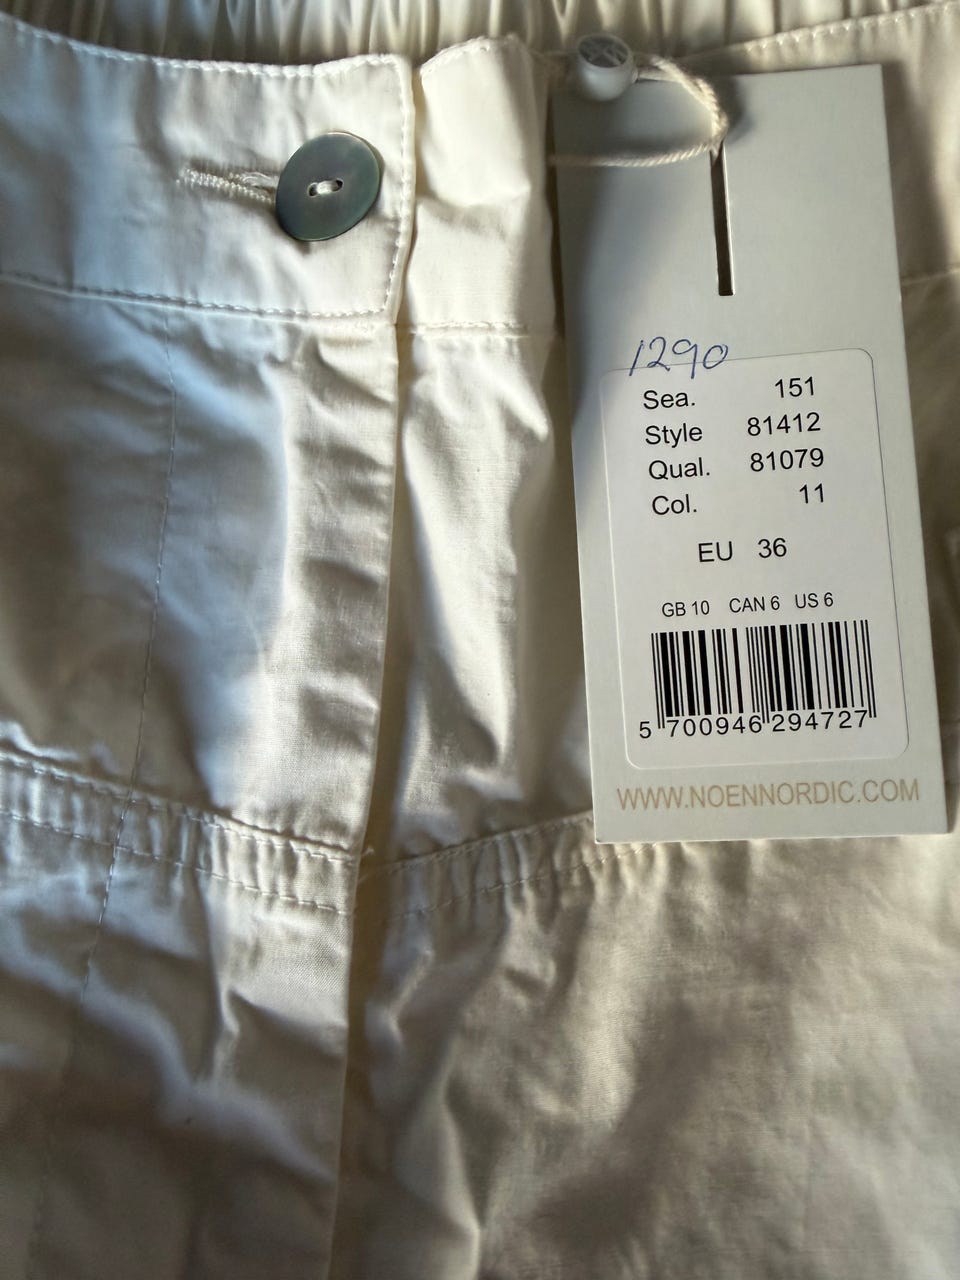 1290
Sea. 151
Style 81412
Qual. 81079
Col. 11
EU 36
GB 10 CAN 6 US 6
5 700946 294727
WWW.NOENNORDIC.COM